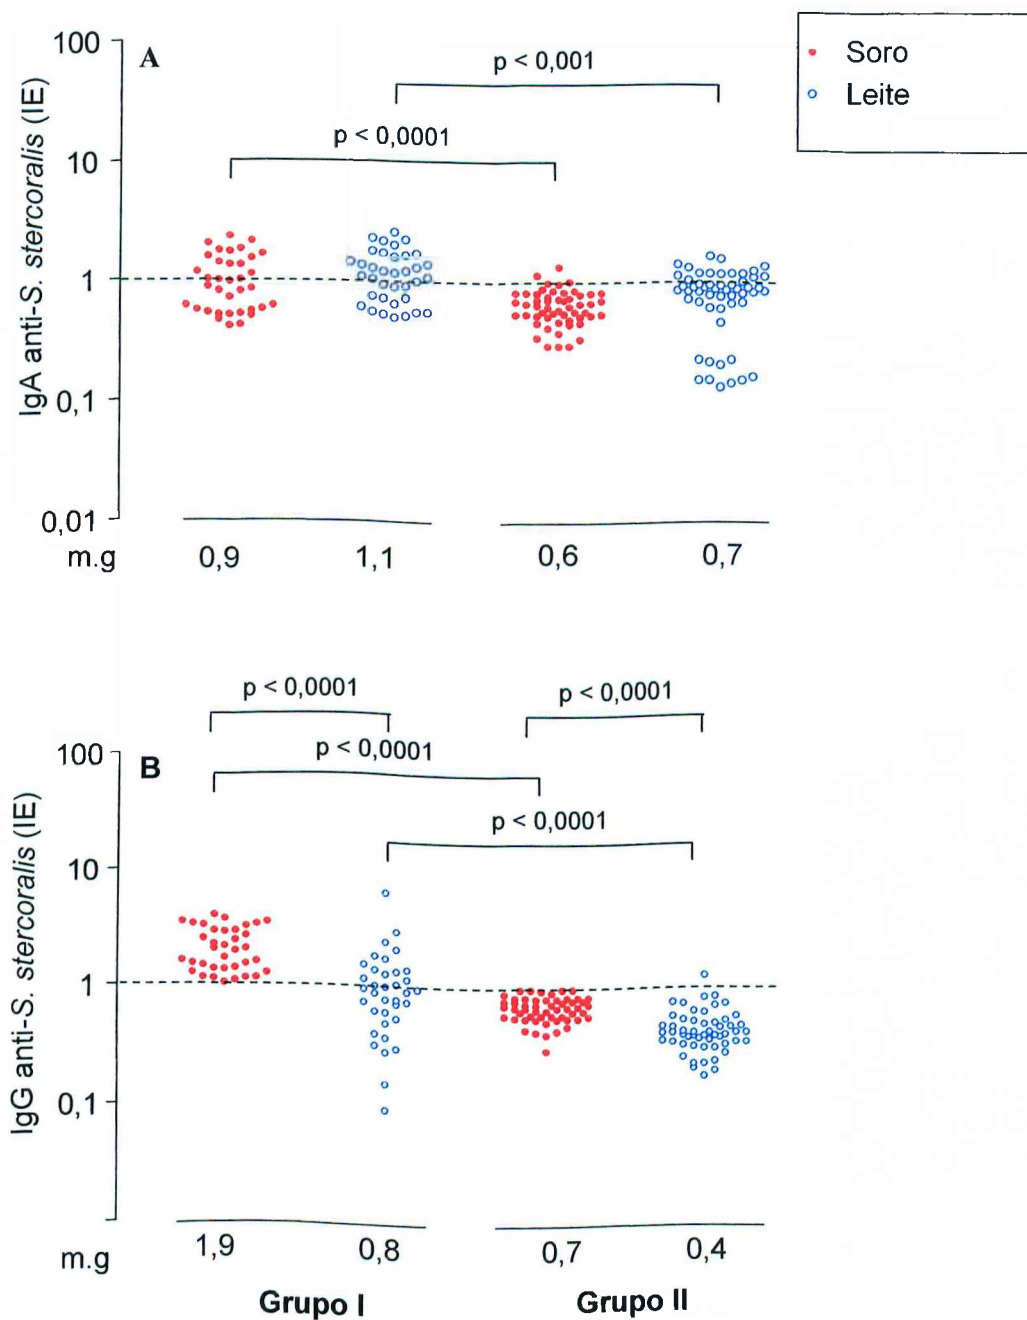 Soro
Leite
A
p < 0,001
p < 0,0001
IgA anti-S. stercoralis (IE)
100
10
1
0,1
0,01
m.g 0,9 1,1 0,6 0,7
p < 0,0001 p < 0,0001
p < 0,0001
B
p < 0,0001
IgG anti-S. stercoralis (IE)
100
10
1
0,1
m.g 1,9 0,8 0,7 0,4
Grupo I Grupo II